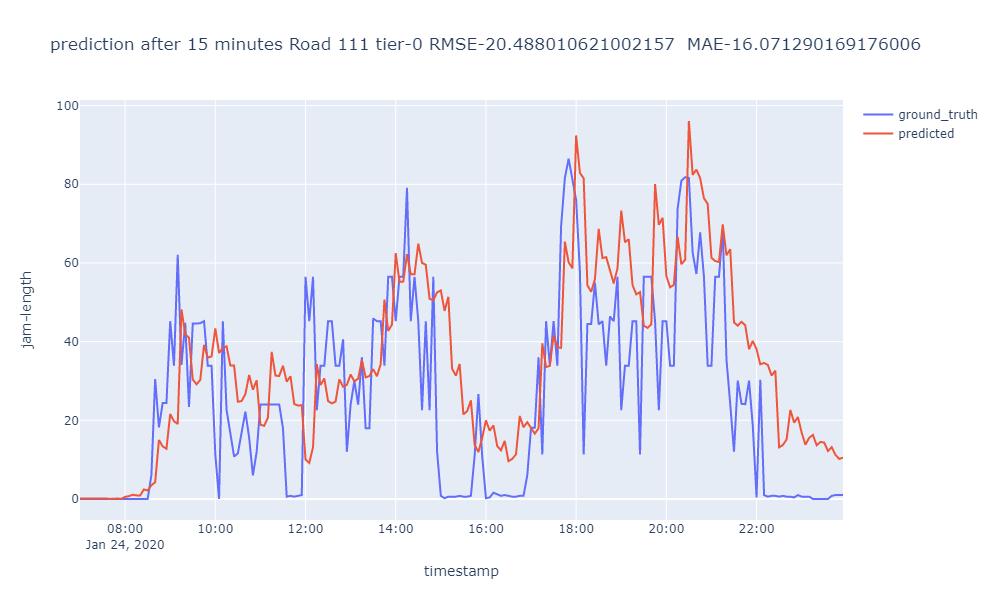 prediction after 15 minutes Road 111 tier-0 RMSE-20.488010621002157  MAE-16.071290169176006
ground_truth
predicted
jam-length
100
80
60
40
20
0
08:00 10:00 12:00 14:00 16:00 18:00 20:00 22:00
Jan 24, 2020
timestamp